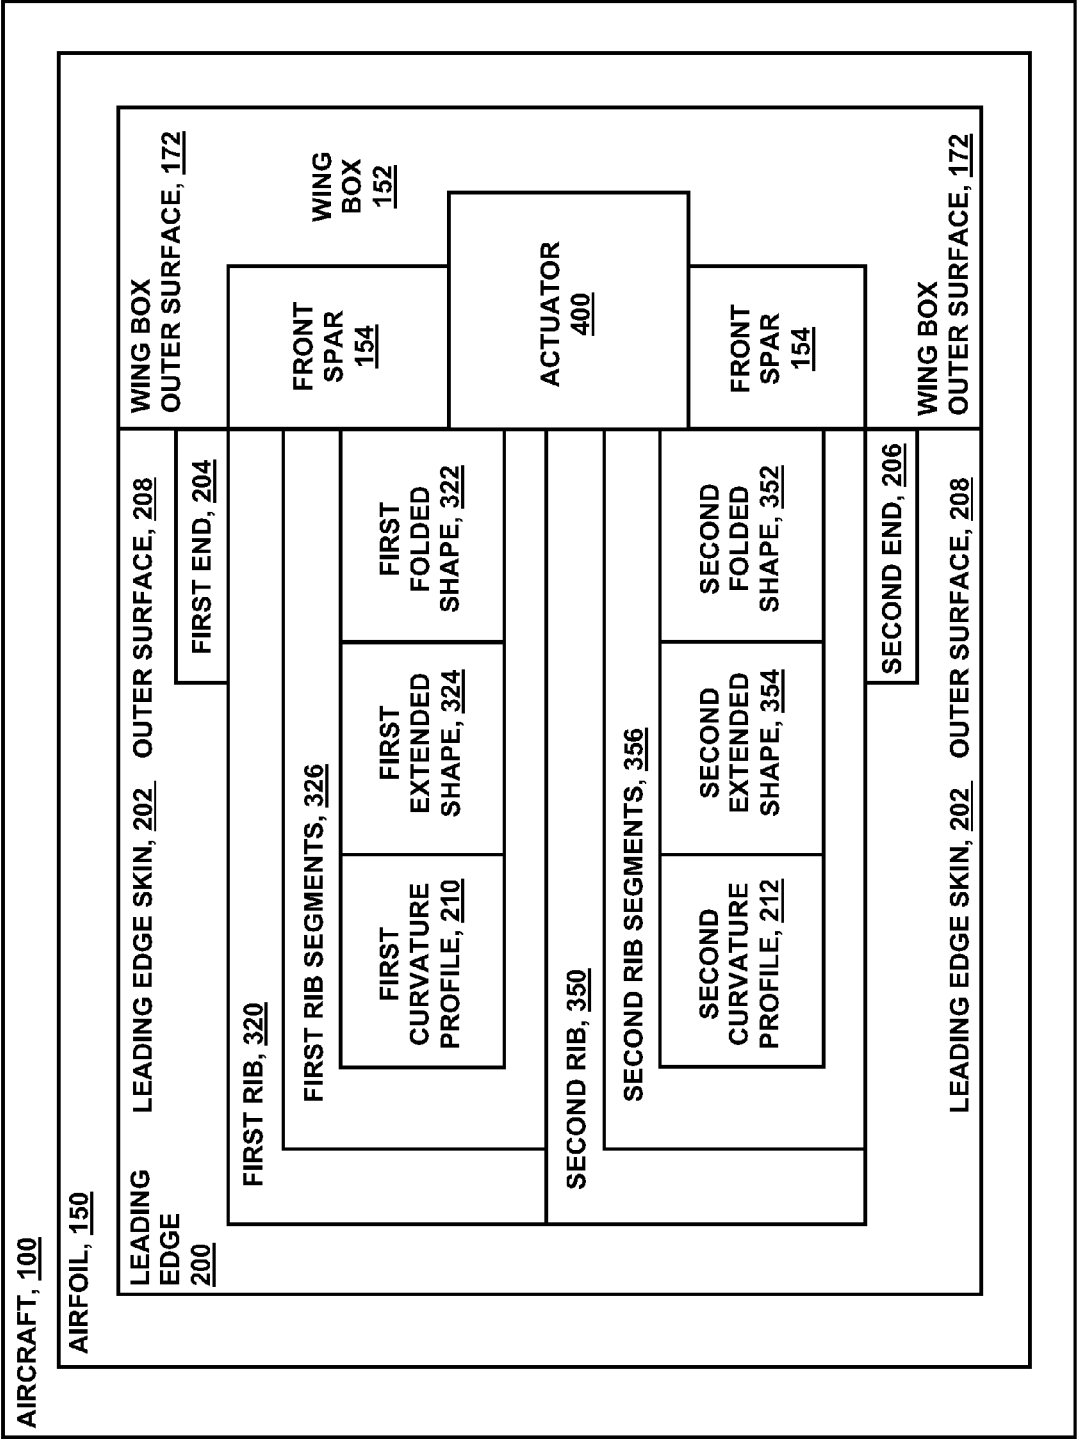 AIRCRAFT, 100
AIRFOIL, 150
LEADING
EDGE
200
LEADING EDGE SKIN, 202
OUTER SURFACE, 208
WING BOX
OUTER SURFACE, 172
FIRST END, 204
WING
BOX
152
FRONT
SPAR
154
FIRST RIB, 320
FIRST RIB SEGMENTS, 326
FIRST
CURVATURE
PROFILE, 210
FIRST
EXTENDED
SHAPE, 324
FIRST
FOLDED
SHAPE, 322
ACTUATOR
400
SECOND RIB, 350
SECOND RIB SEGMENTS, 356
SECOND
CURVATURE
PROFILE, 212
SECOND
EXTENDED
SHAPE, 354
SECOND
FOLDED
SHAPE, 352
FRONT
SPAR
154
SECOND END, 206
LEADING EDGE SKIN, 202
OUTER SURFACE, 208
WING BOX
OUTER SURFACE, 172